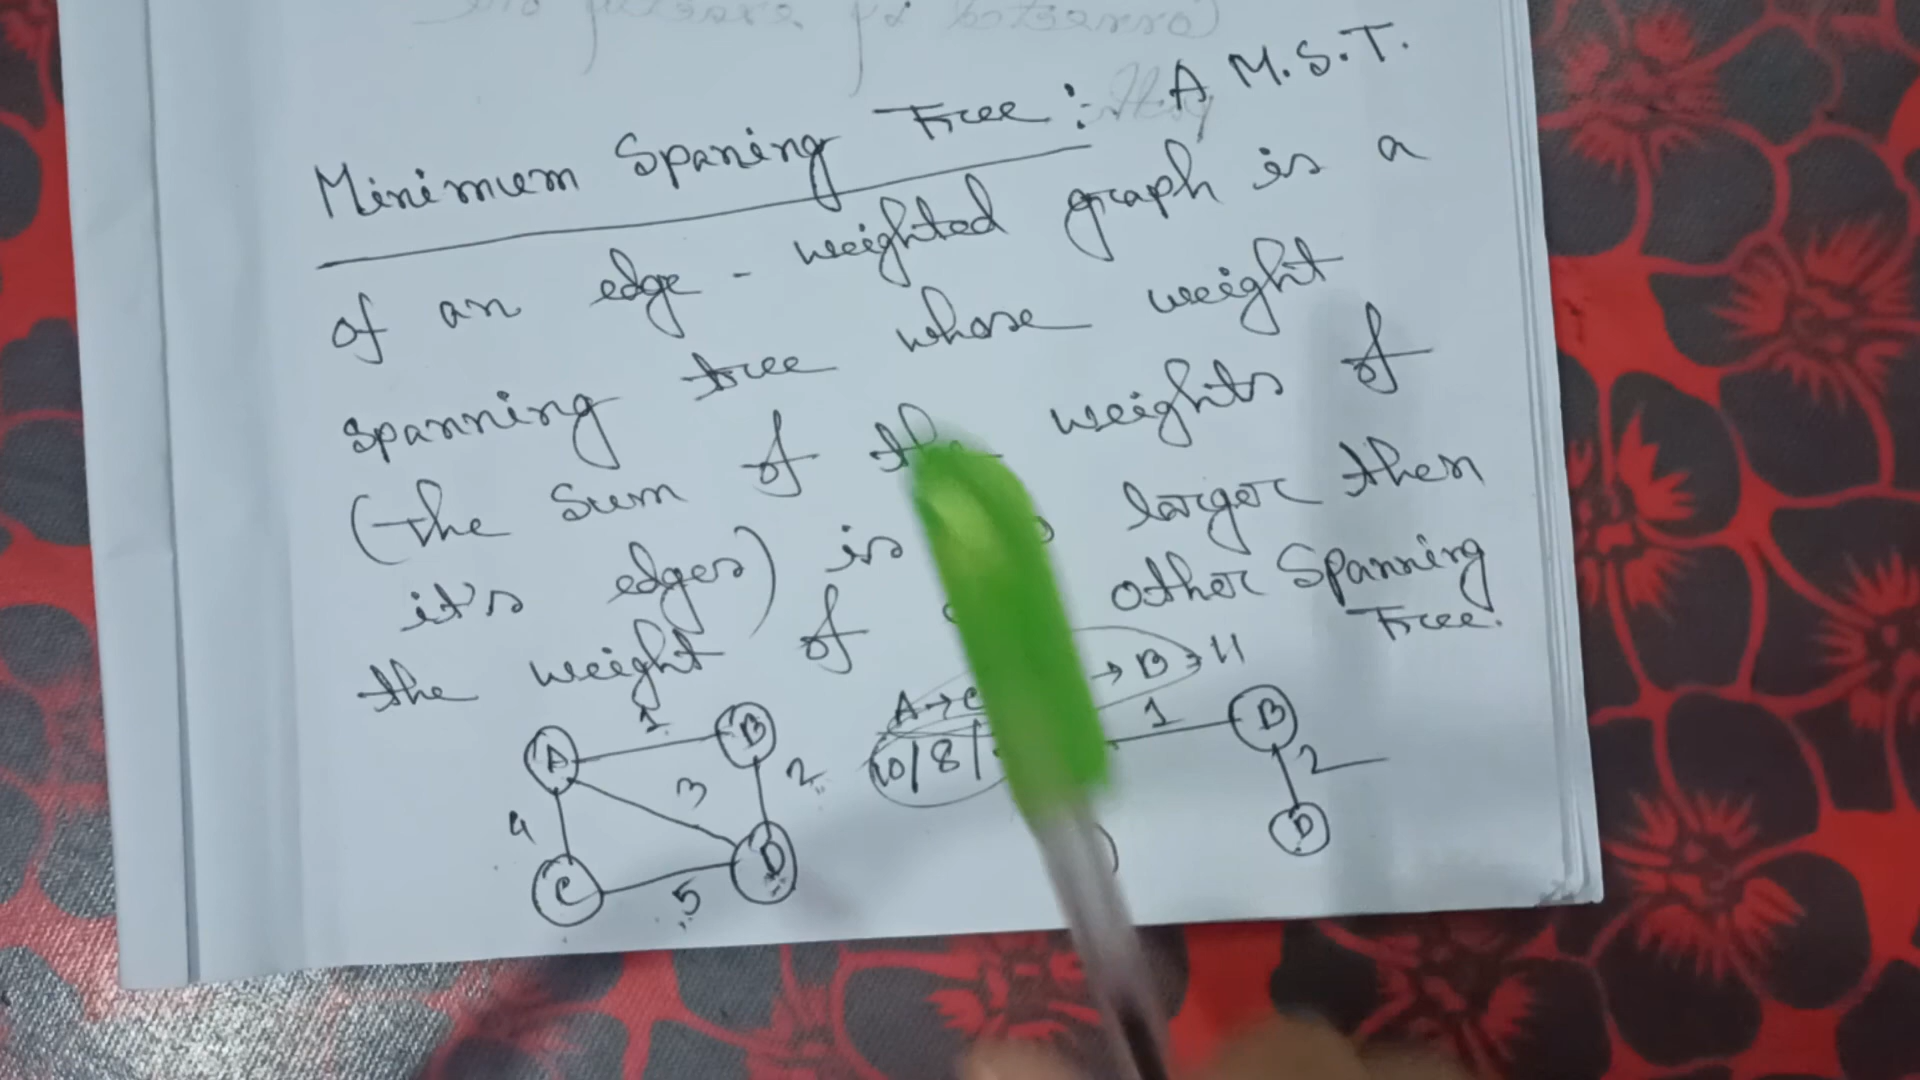 Minimum Spaning Tree : A M.S.T.
of an edge - weighted graph is a
spanning tree whose weight
(the sum of the weights of
it's edges) is larger then
the weight of other Spanning
Tree.
A → C → B → 11
10/8/
A 1 B
3 2
4
C 5 D
1 B
2
D